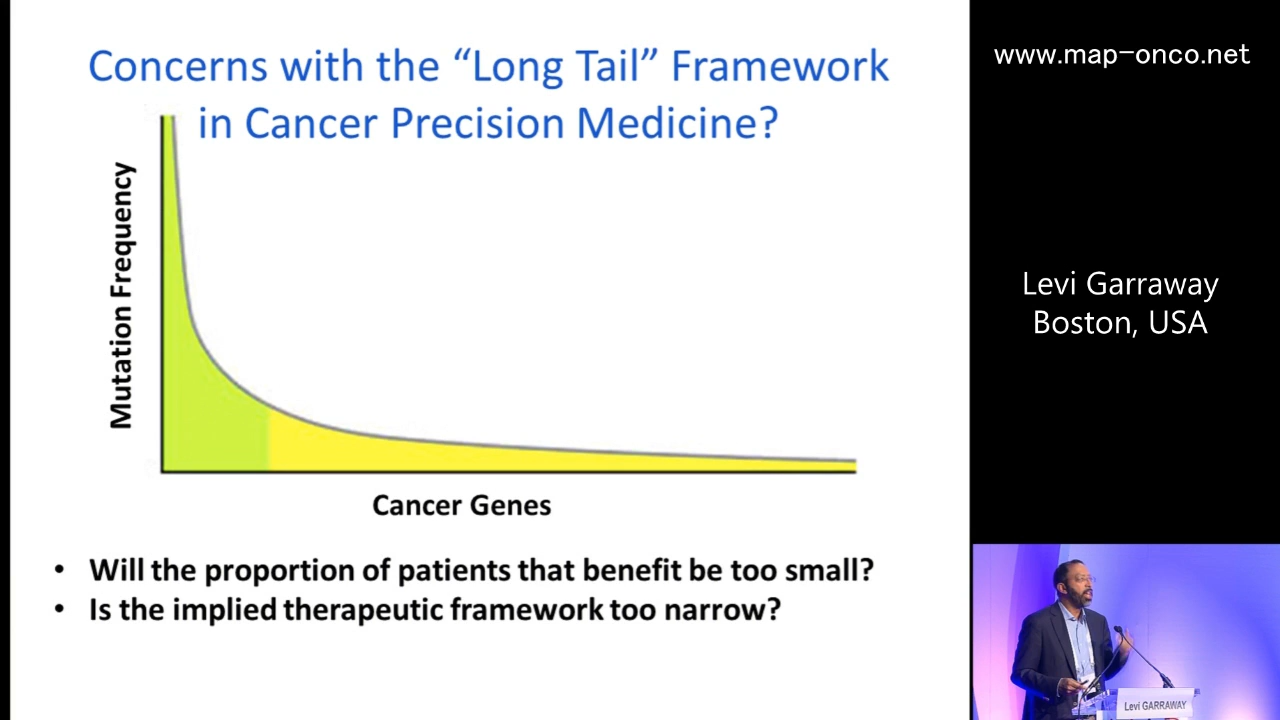 Concerns with the “Long Tail” Framework
in Cancer Precision Medicine?
Mutation Frequency
Cancer Genes
• Will the proportion of patients that benefit be too small?
• Is the implied therapeutic framework too narrow?
www.map-onco.net
Levi Garraway
Boston, USA
Levi GARRAWAY